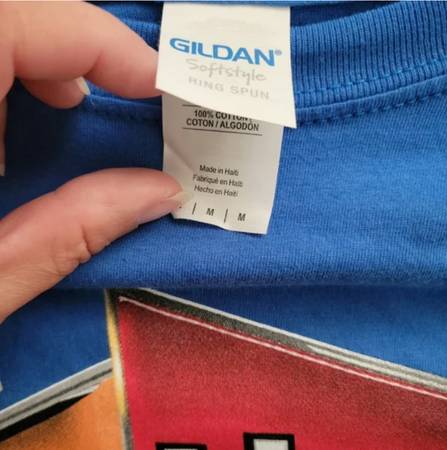 GILDAN®
Softstyle
RING SPUN
100% COTTON
COTON / ALGODÓN
Made in Haiti
Fabriqué en Haïti
Hecho en Haití
| M | M